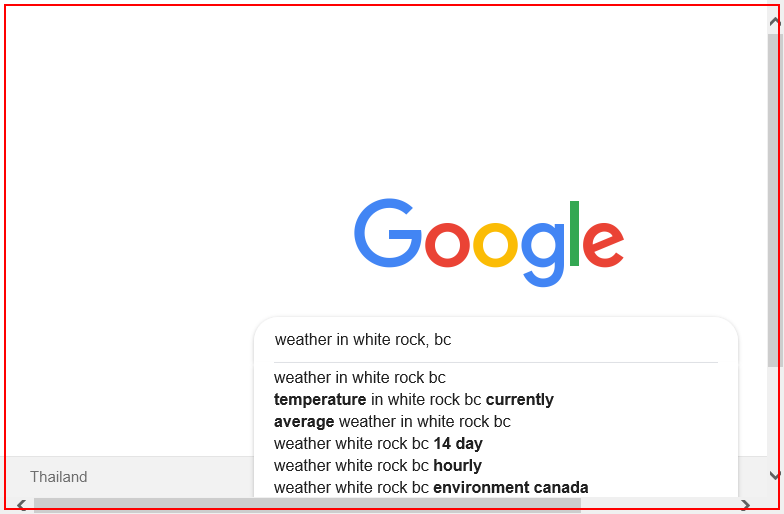 Google
weather in white rock, bc
weather in white rock bc
temperature in white rock bc currently
average weather in white rock bc
weather white rock bc 14 day
weather white rock bc hourly
weather white rock bc environment canada
Thailand